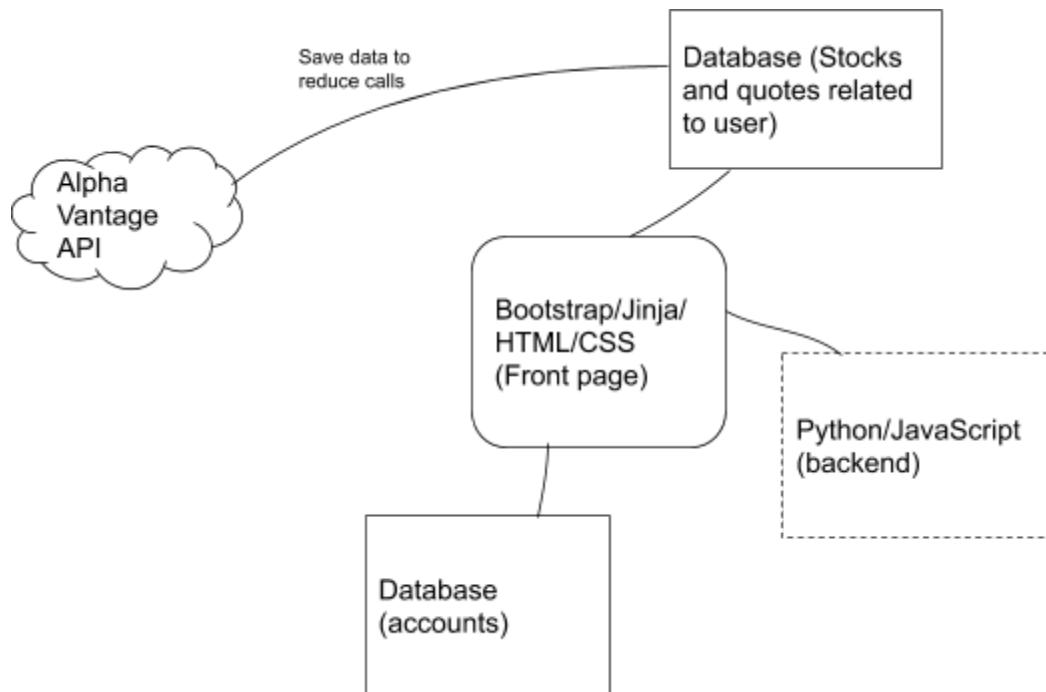 Save data to
reduce calls
Database (Stocks
and quotes related
to user)
Alpha
Vantage
API
Bootstrap/Jinja/
HTML/CSS
(Front page)
Python/JavaScript
(backend)
Database
(accounts)